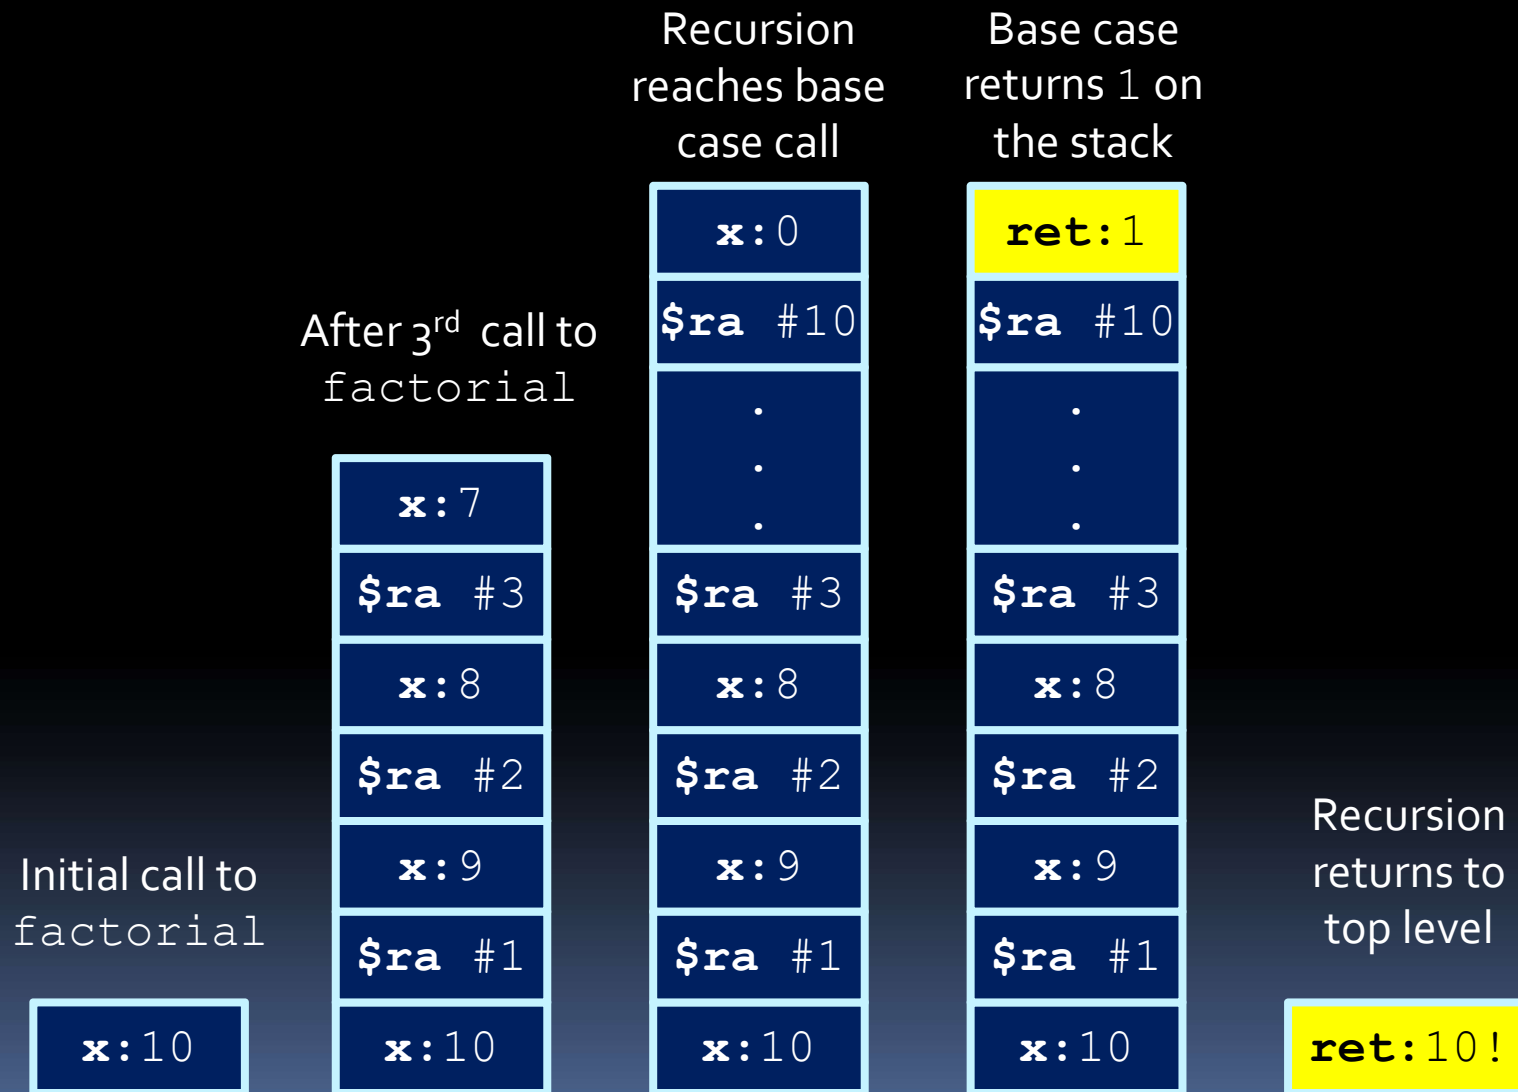 Initial call to
factorial
x:10
After 3rd call to
factorial
x:7
$ra #3
x:8
$ra #2
x:9
$ra #1
x:10
Recursion
reaches base
case call
x:0
$ra #10
.
.
.
$ra #3
x:8
$ra #2
x:9
$ra #1
x:10
Base case
returns 1 on
the stack
ret:1
$ra #10
.
.
.
$ra #3
x:8
$ra #2
x:9
$ra #1
x:10
Recursion
returns to
top level
ret:10!